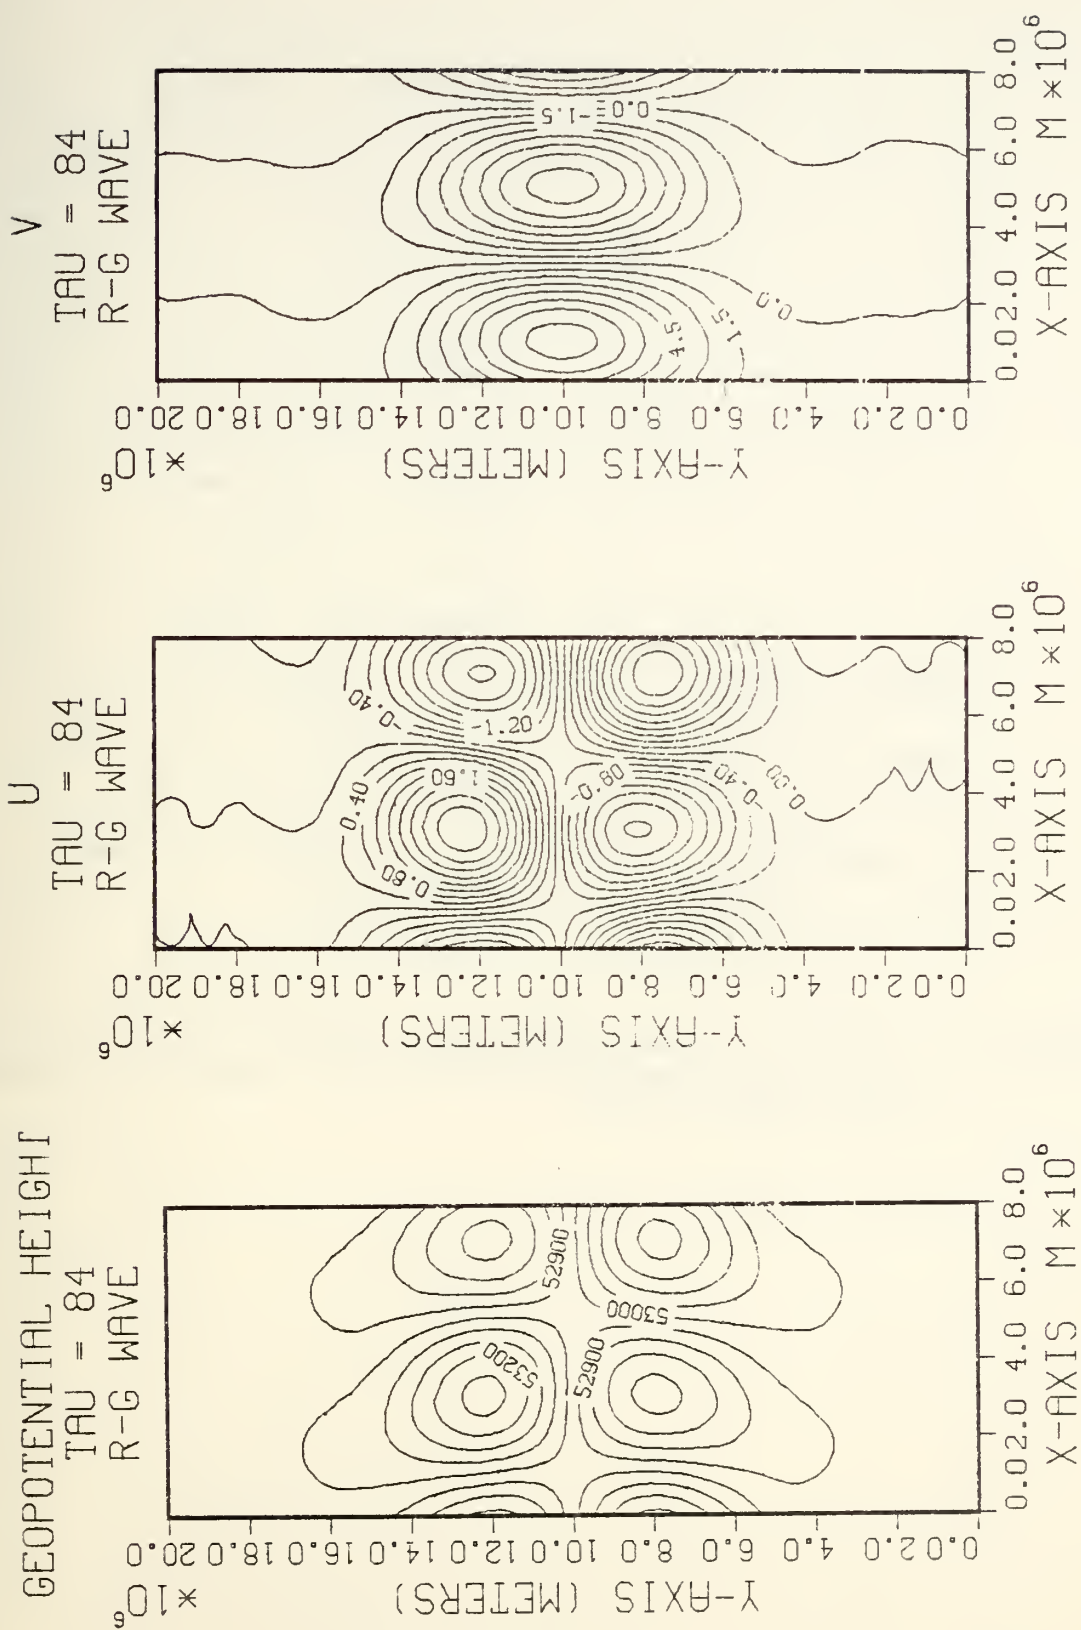 GEOPOTENTIAL HEIGHT
TAU = 84
R-G WAVE
*10⁶
Y-AXIS (METERS)
20.0 18.0 16.0 14.0 12.0 10.0 8.0 6.0 4.0 2.0 0.0
53200
52900
52900
53000
0.0 2.0 4.0 6.0 8.0
X-AXIS M *10⁶
U
TAU = 84
R-G WAVE
*10⁶
Y-AXIS (METERS)
20.0 18.0 16.0 14.0 12.0 10.0 8.0 6.0 4.0 2.0 0.0
0.80
0.40
1.60
-0.40
-1.20
-0.80
-0.40
0.00
0.0 2.0 4.0 6.0 8.0
X-AXIS M *10⁶
V
TAU = 84
R-G WAVE
*10⁶
Y-AXIS (METERS)
20.0 18.0 16.0 14.0 12.0 10.0 8.0 6.0 4.0 2.0 0.0
4.5
1.5
0.0
-1.5
0.0
0.0 2.0 4.0 6.0 8.0
X-AXIS M *10⁶